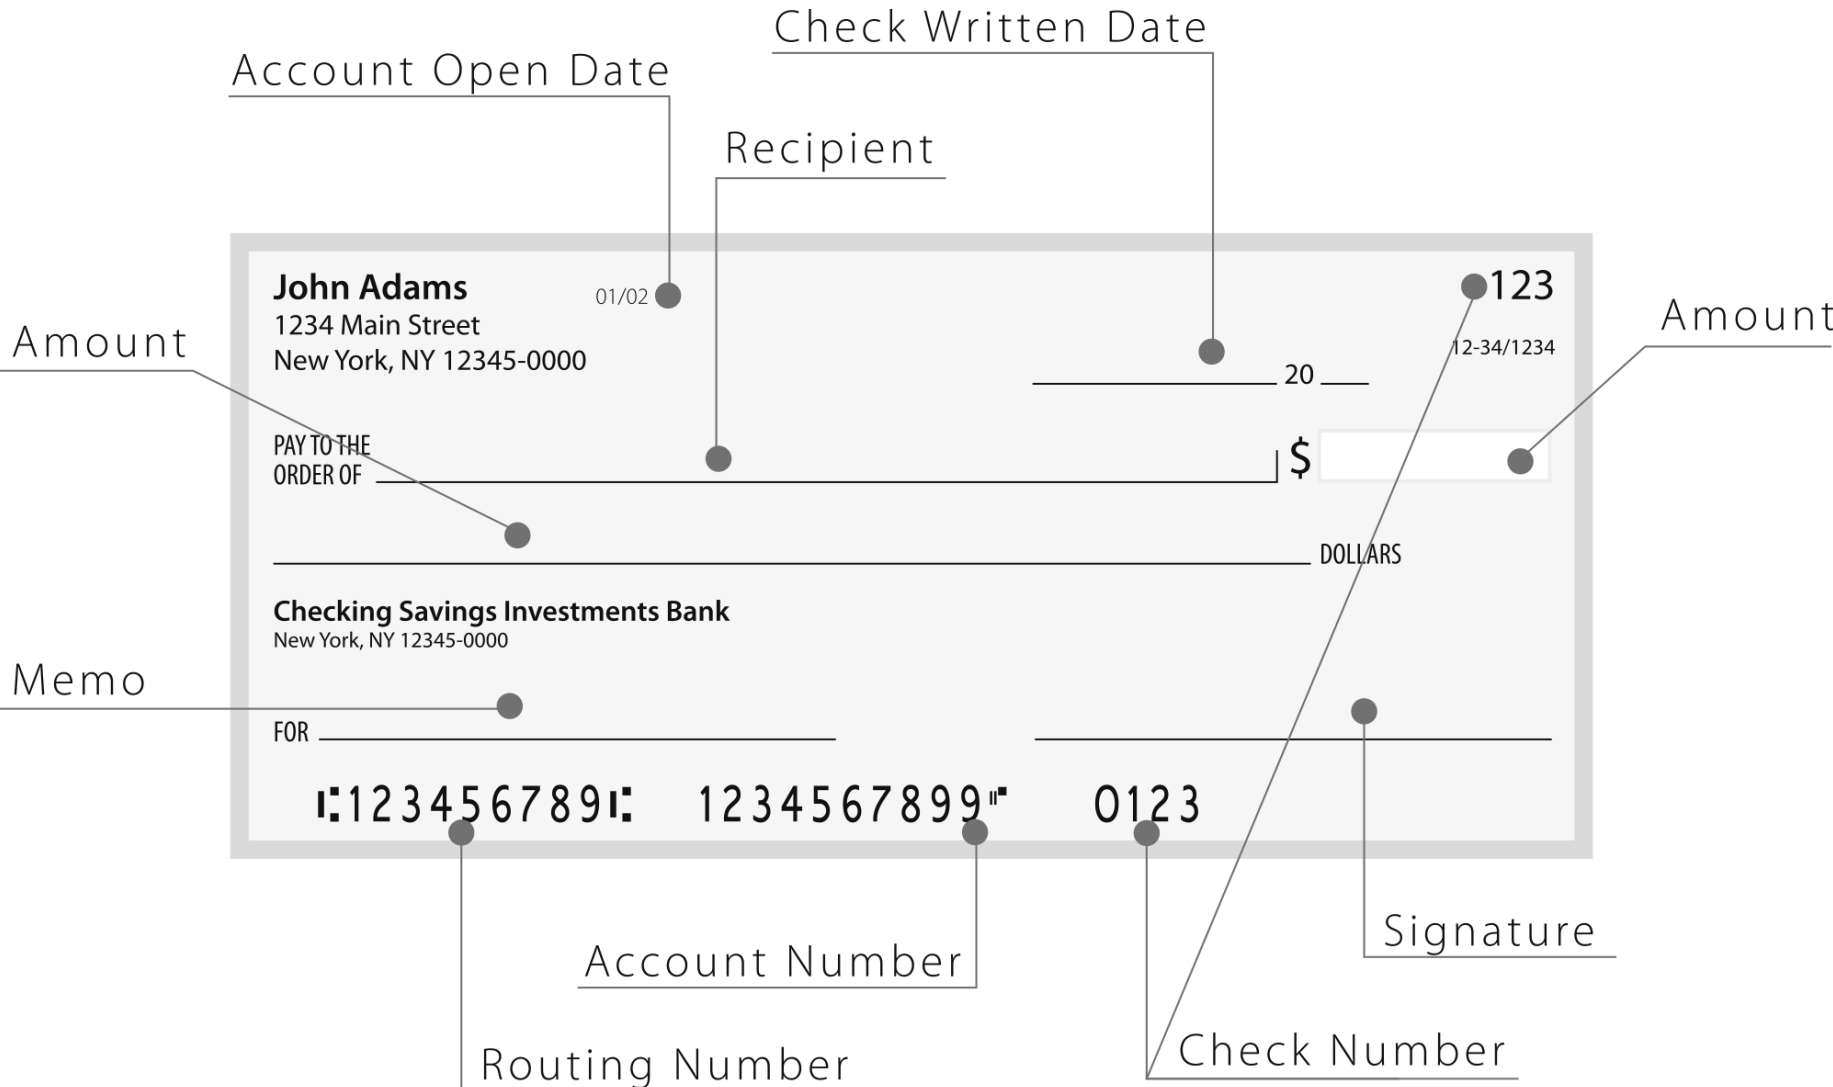 Check Written Date
Account Open Date
Recipient
John Adams
01/02
123
1234 Main Street
New York, NY 12345-0000
Amount
Amount
12-34/1234
20
PAY TO THE
ORDER OF
$
DOLLARS
Checking Savings Investments Bank
New York, NY 12345-0000
Memo
FOR
⑆123456789⑆ 1234567899⑈ 0123
Signature
Account Number
Check Number
Routing Number